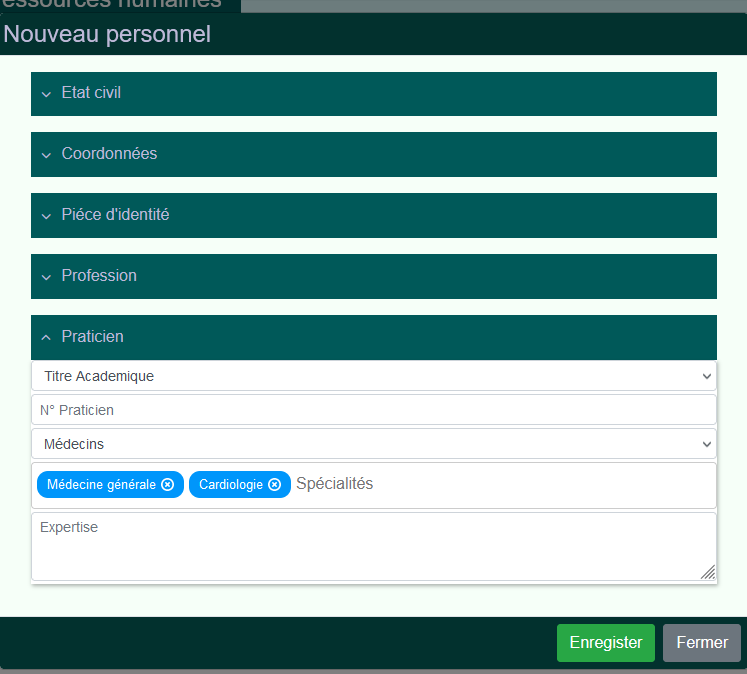 essources humaines
Nouveau personnel
Etat civil
Coordonnées
Piéce d'identité
Profession
Praticien
Titre Academique
N° Praticien
Médecins
Médecine générale Cardiologie Spécialités
Expertise
Enregister Fermer